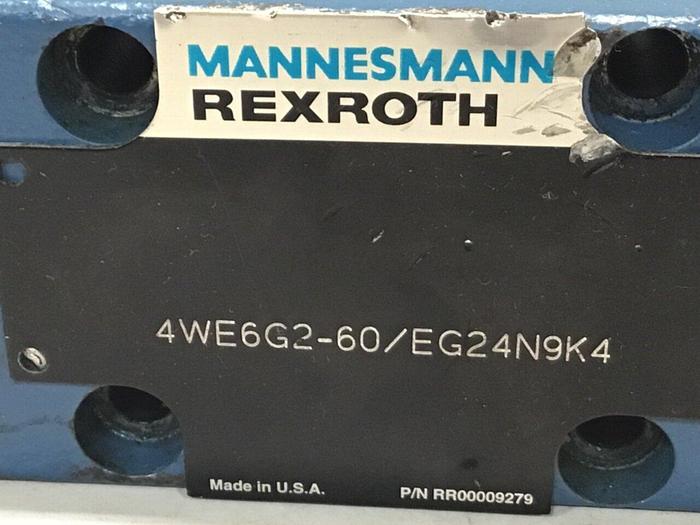 MANNESMANN
REXROTH
4WE6G2-60/EG24N9K4
Made in U.S.A. P/N RR00009279